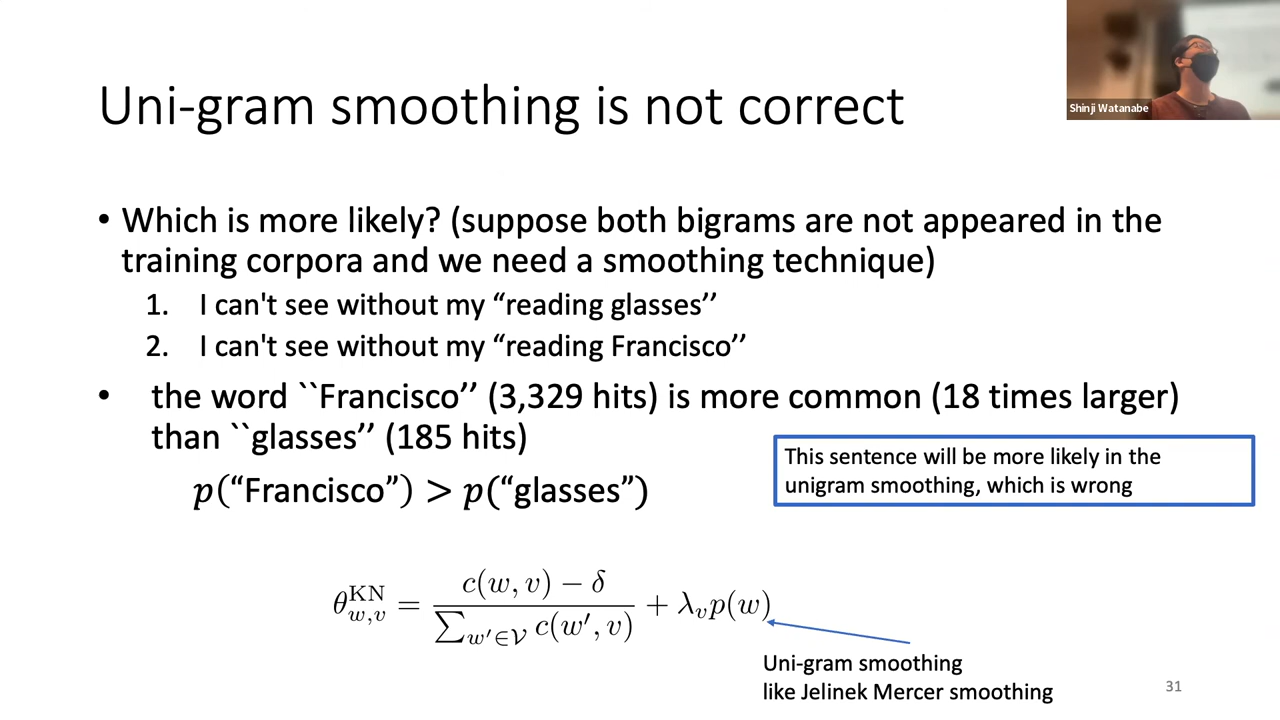 Shinji Watanabe
Uni-gram smoothing is not correct
• Which is more likely? (suppose both bigrams are not appeared in the
training corpora and we need a smoothing technique)
1. I can't see without my “reading glasses’’
2. I can't see without my “reading Francisco’’
• the word ``Francisco’’ (3,329 hits) is more common (18 times larger)
than ``glasses’’ (185 hits)
p(“Francisco”) > p(“glasses”)
This sentence will be more likely in the
unigram smoothing, which is wrong
θ^{KN}_{w,v} = \frac{c(w, v) − δ}{∑_{w′∈𝒱} c(w′, v)} + λ_v p(w)
Uni-gram smoothing
like Jelinek Mercer smoothing
31